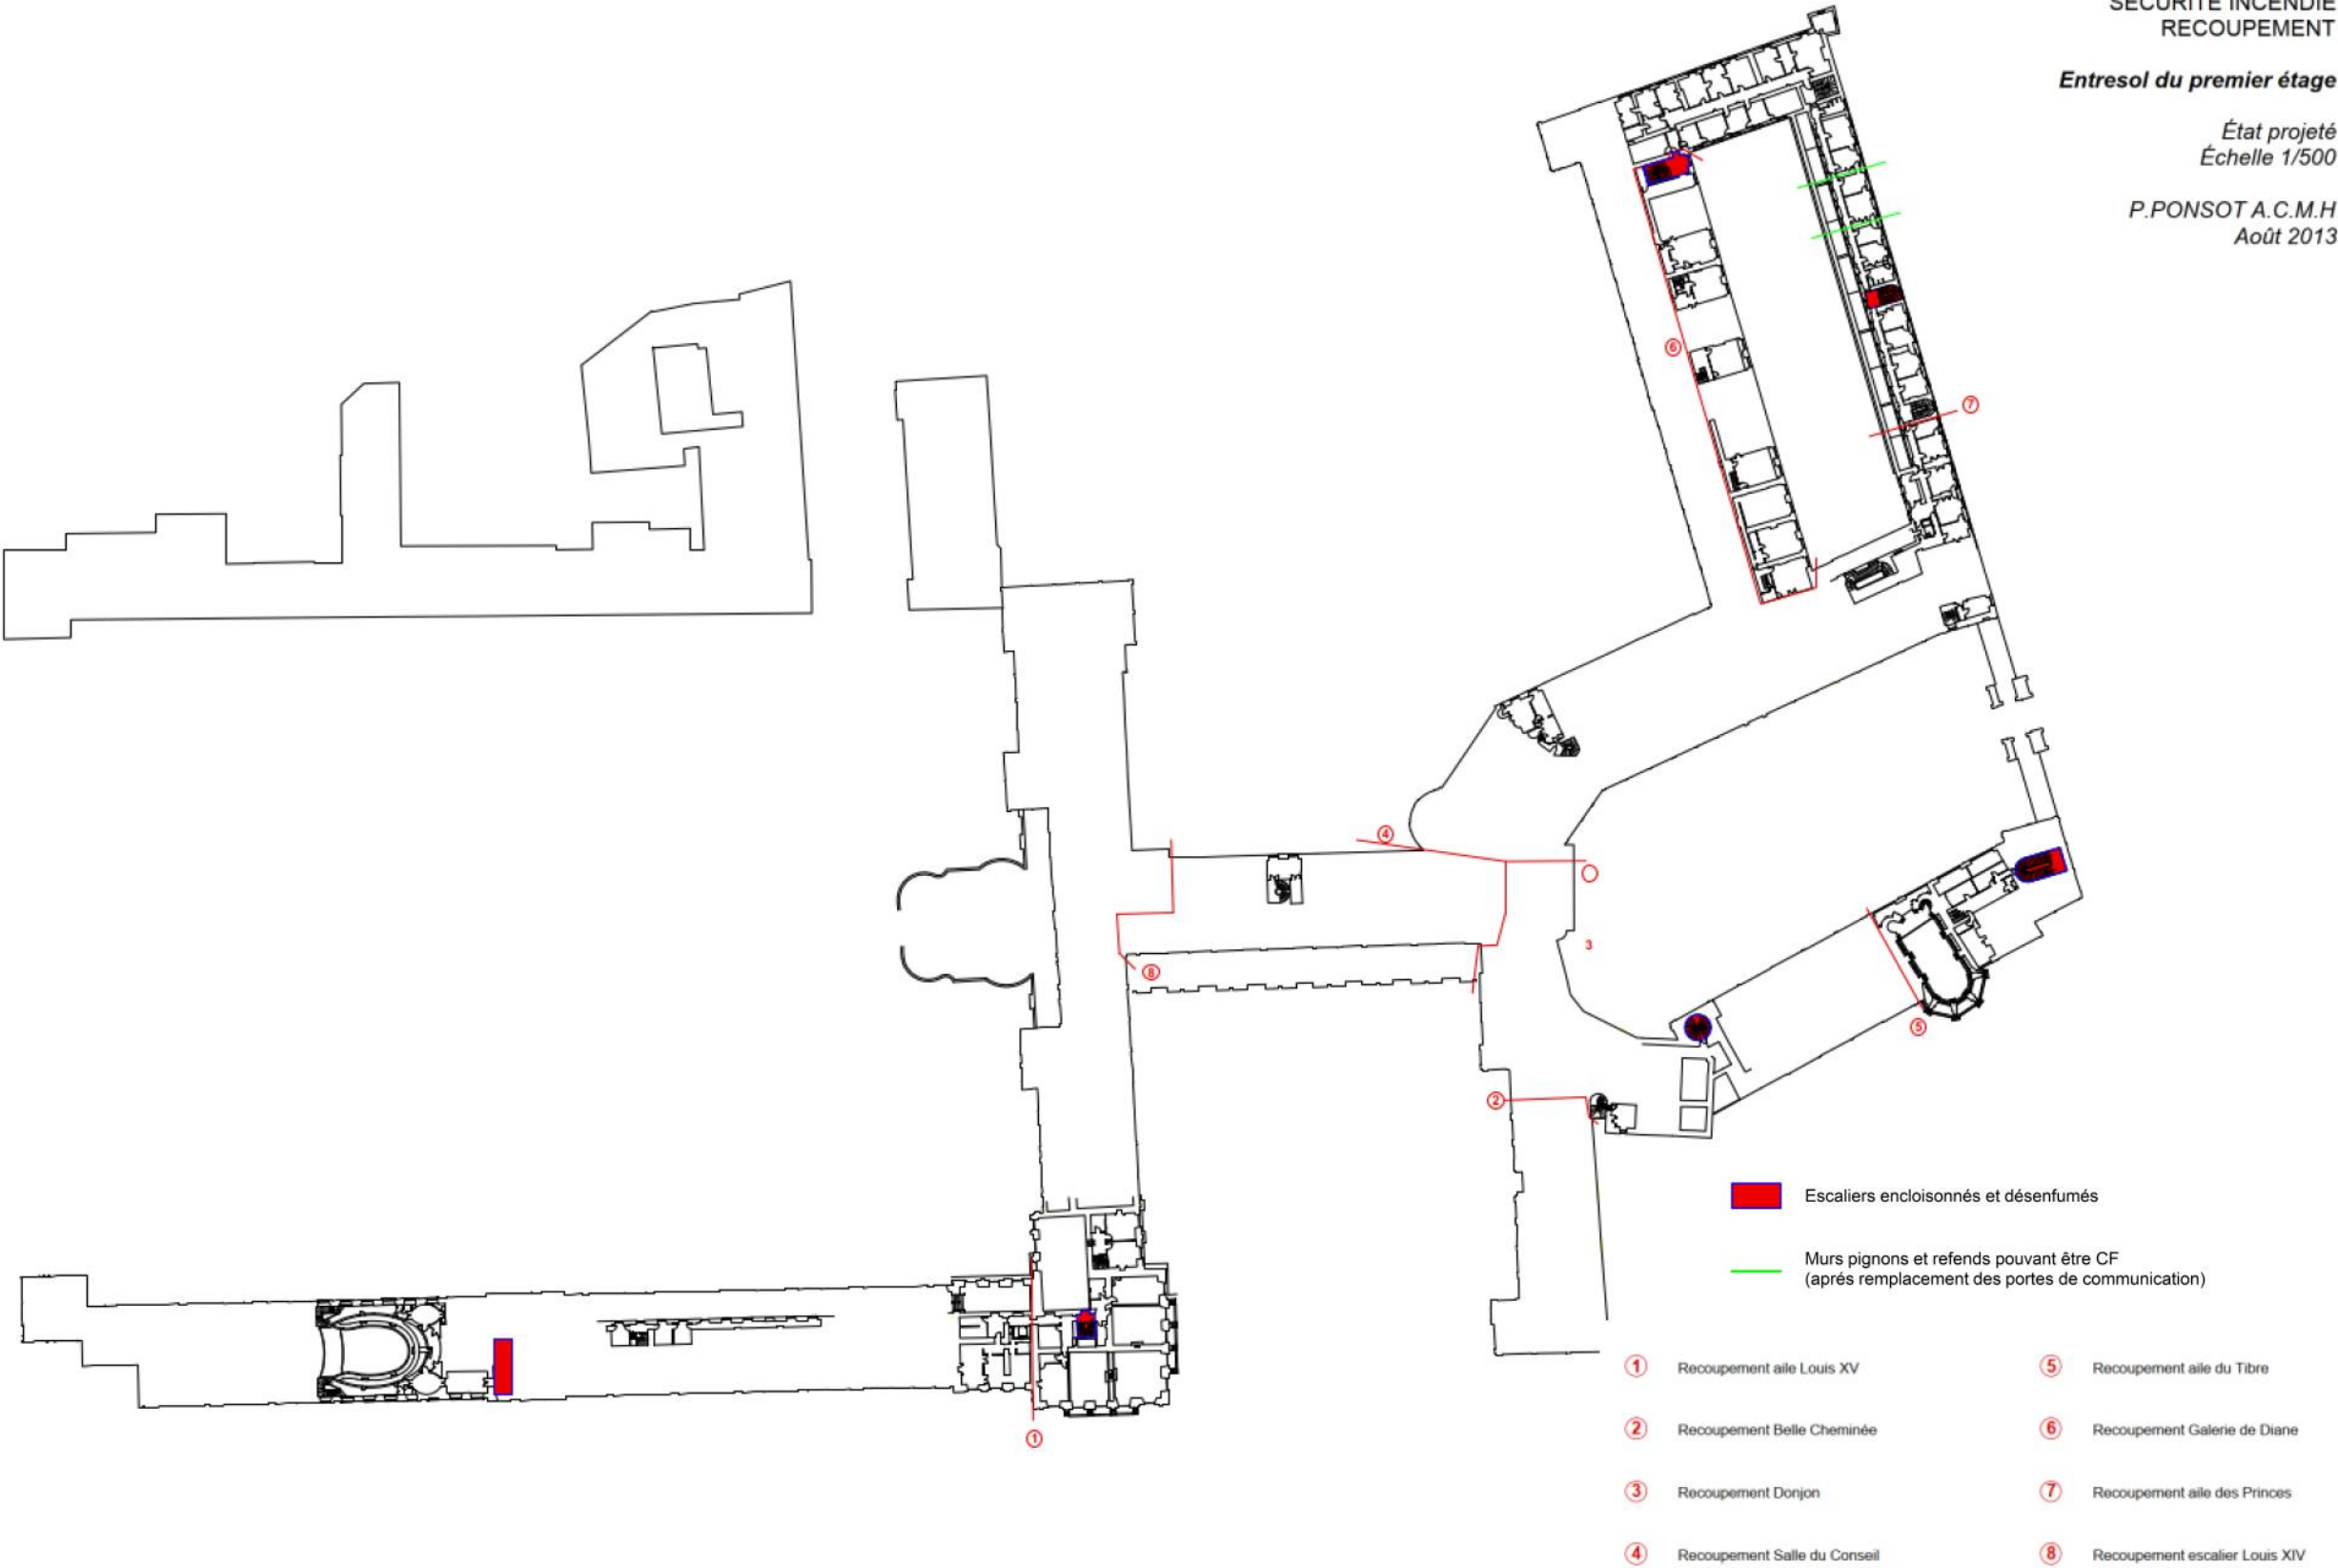 SÉCURITÉ INCENDIE
RECOUPEMENT
Entresol du premier étage
État projeté
Échelle 1/500
P.PONSOT A.C.M.H
Août 2013
6
7
4
3
8
5
2
1
Escaliers encloisonnés et désenfumés
Murs pignons et refends pouvant être CF
(aprés remplacement des portes de communication)
1 Recoupement aile Louis XV
2 Recoupement Belle Cheminée
3 Recoupement Donjon
4 Recoupement Salle du Conseil
5 Recoupement aile du Tibre
6 Recoupement Galerie de Diane
7 Recoupement aile des Princes
8 Recoupement escalier Louis XIV